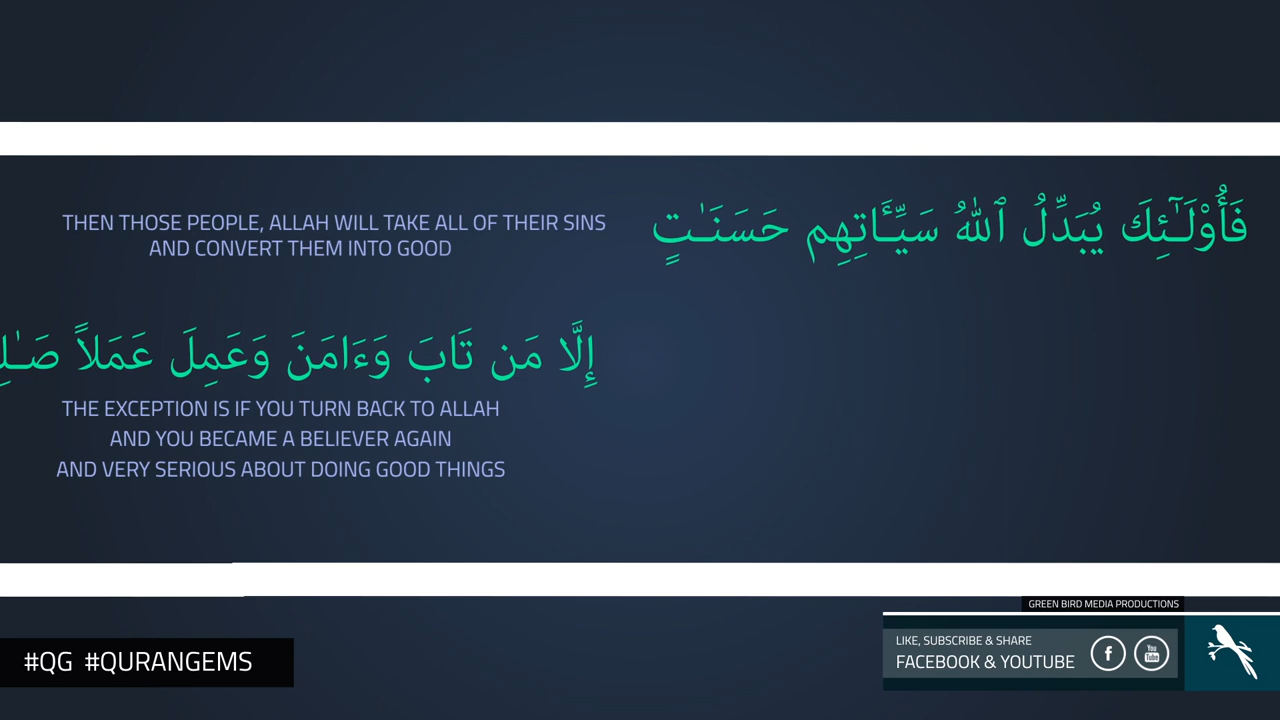 THEN THOSE PEOPLE, ALLAH WILL TAKE ALL OF THEIR SINS
AND CONVERT THEM INTO GOOD
فَأُوْلَـٰٓئِكَ يُبَدِّلُ ٱللَّهُ سَيِّـَٔاتِهِم حَسَنَـٰتٍ
إِلَّا مَن تَابَ وَءَامَنَ وَعَمِلَ عَمَلاً
THE EXCEPTION IS IF YOU TURN BACK TO ALLAH
AND YOU BECAME A BELIEVER AGAIN
AND VERY SERIOUS ABOUT DOING GOOD THINGS
GREEN BIRD MEDIA PRODUCTIONS
LIKE, SUBSCRIBE & SHARE
FACEBOOK & YOUTUBE
f
You Tube
#QG #QURANGEMS